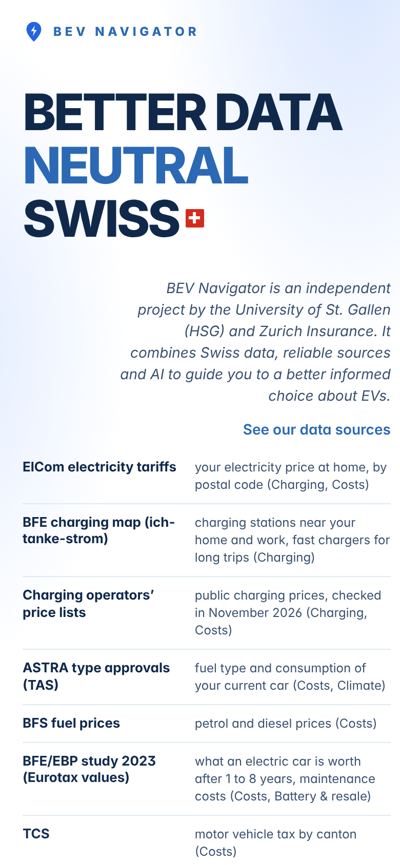 BEV NAVIGATOR
BETTER DATA
NEUTRAL
SWISS
BEV Navigator is an independent
project by the University of St. Gallen
(HSG) and Zurich Insurance. It
combines Swiss data, reliable sources
and AI to guide you to a better informed
choice about EVs.
See our data sources
ElCom electricity tariffs
your electricity price at home, by
postal code (Charging, Costs)
BFE charging map (ich-
tanke-strom)
charging stations near your
home and work, fast chargers for
long trips (Charging)
Charging operators’
price lists
public charging prices, checked
in November 2026 (Charging,
Costs)
ASTRA type approvals
(TAS)
fuel type and consumption of
your current car (Costs, Climate)
BFS fuel prices
petrol and diesel prices (Costs)
BFE/EBP study 2023
(Eurotax values)
what an electric car is worth
after 1 to 8 years, maintenance
costs (Costs, Battery & resale)
TCS
motor vehicle tax by canton
(Costs)